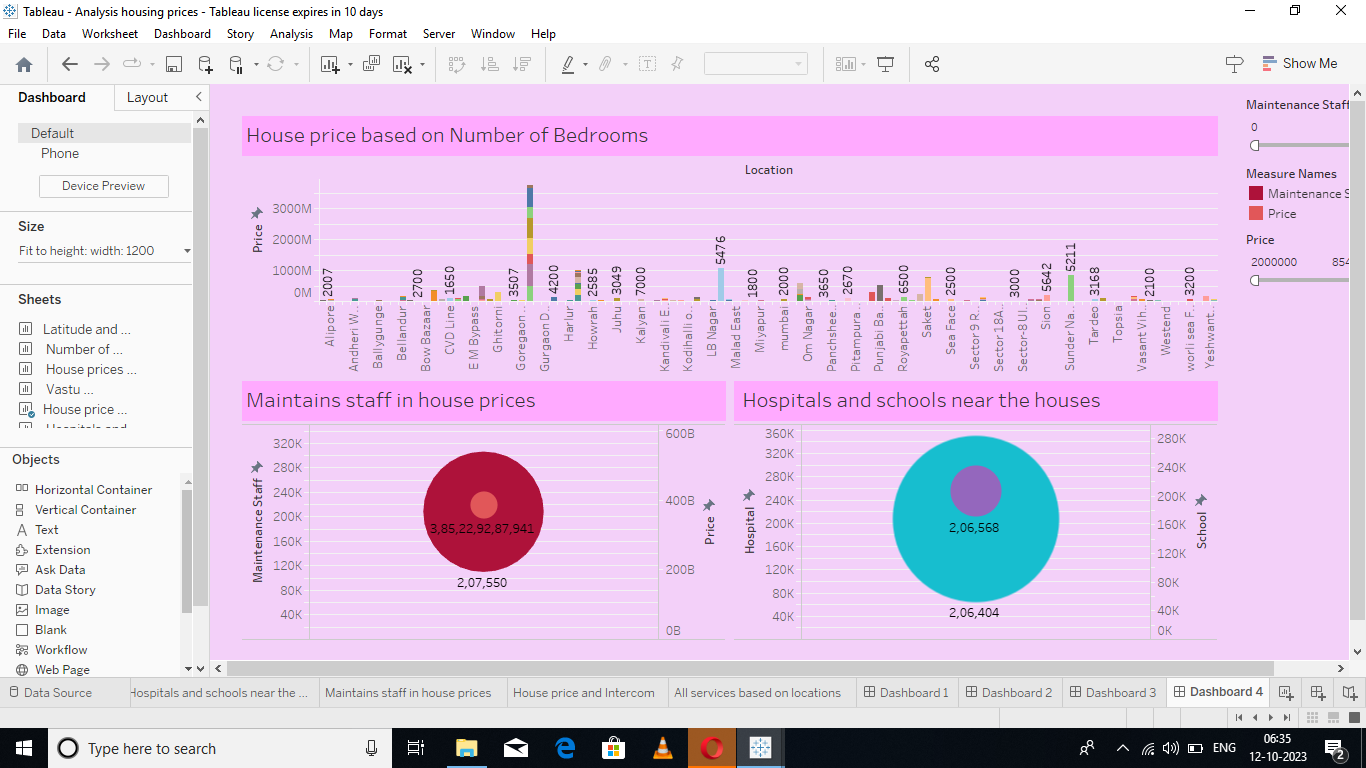 Tableau - Analysis housing prices - Tableau license expires in 10 days
File Data Worksheet Dashboard Story Analysis Map Format Server Window Help
Show Me
Dashboard Layout
Default
Phone
Device Preview
Size
Fit to height: width: 1200
Sheets
Latitude and ...
Number of ...
House prices ...
Vastu ...
House price ...
Objects
Horizontal Container
Vertical Container
Text
Extension
Ask Data
Data Story
Image
Blank
Workflow
Web Page
House price based on Number of Bedrooms
Location
Price
3000M
2000M
1000M
0M
2007 2700 1650 3507 4200 2585 3049 7000 5476 1800 2000 3650 2670 6500 2500 3000 5642 5211 3168 2100 3200
Alipore Andheri W.. Ballygunge Bellandur Bow Bazaar CVD Line E M Bypass Ghitorni Goregaon .. Gurgaon D.. Harlur Howrah Juhu Kalyan Kandivali E.. Kodihalli o.. LB Nagar Malad East Miyapur mumbai Om Nagar Panchshee.. Pitampura.. Punjabi Ba.. Royapettah Saket Sea Face Sector 9 R.. Sector 18A.. Sector-8 Ul.. Sion Sunder Na.. Tardeo Topsia Vasant Vih.. Westend worli sea F.. Yeshwant..
Maintains staff in house prices
Maintenance Staff
320K
280K
240K
200K
160K
120K
80K
40K
3,85,22,92,87,941
2,07,550
600B
400B
200B
0B
Price
Hospitals and schools near the houses
Hospital
360K
320K
280K
200K
240K
160K
120K
80K
40K
2,06,568
2,06,404
280K
240K
200K
160K
120K
80K
40K
0K
School
Maintenance Staff
0
Measure Names
Maintenance S
Price
Price
2000000 854
Data Source Hospitals and schools near the ... Maintains staff in house prices House price and Intercom All services based on locations Dashboard 1 Dashboard 2 Dashboard 3 Dashboard 4
Type here to search
ENG
06:35
12-10-2023
2